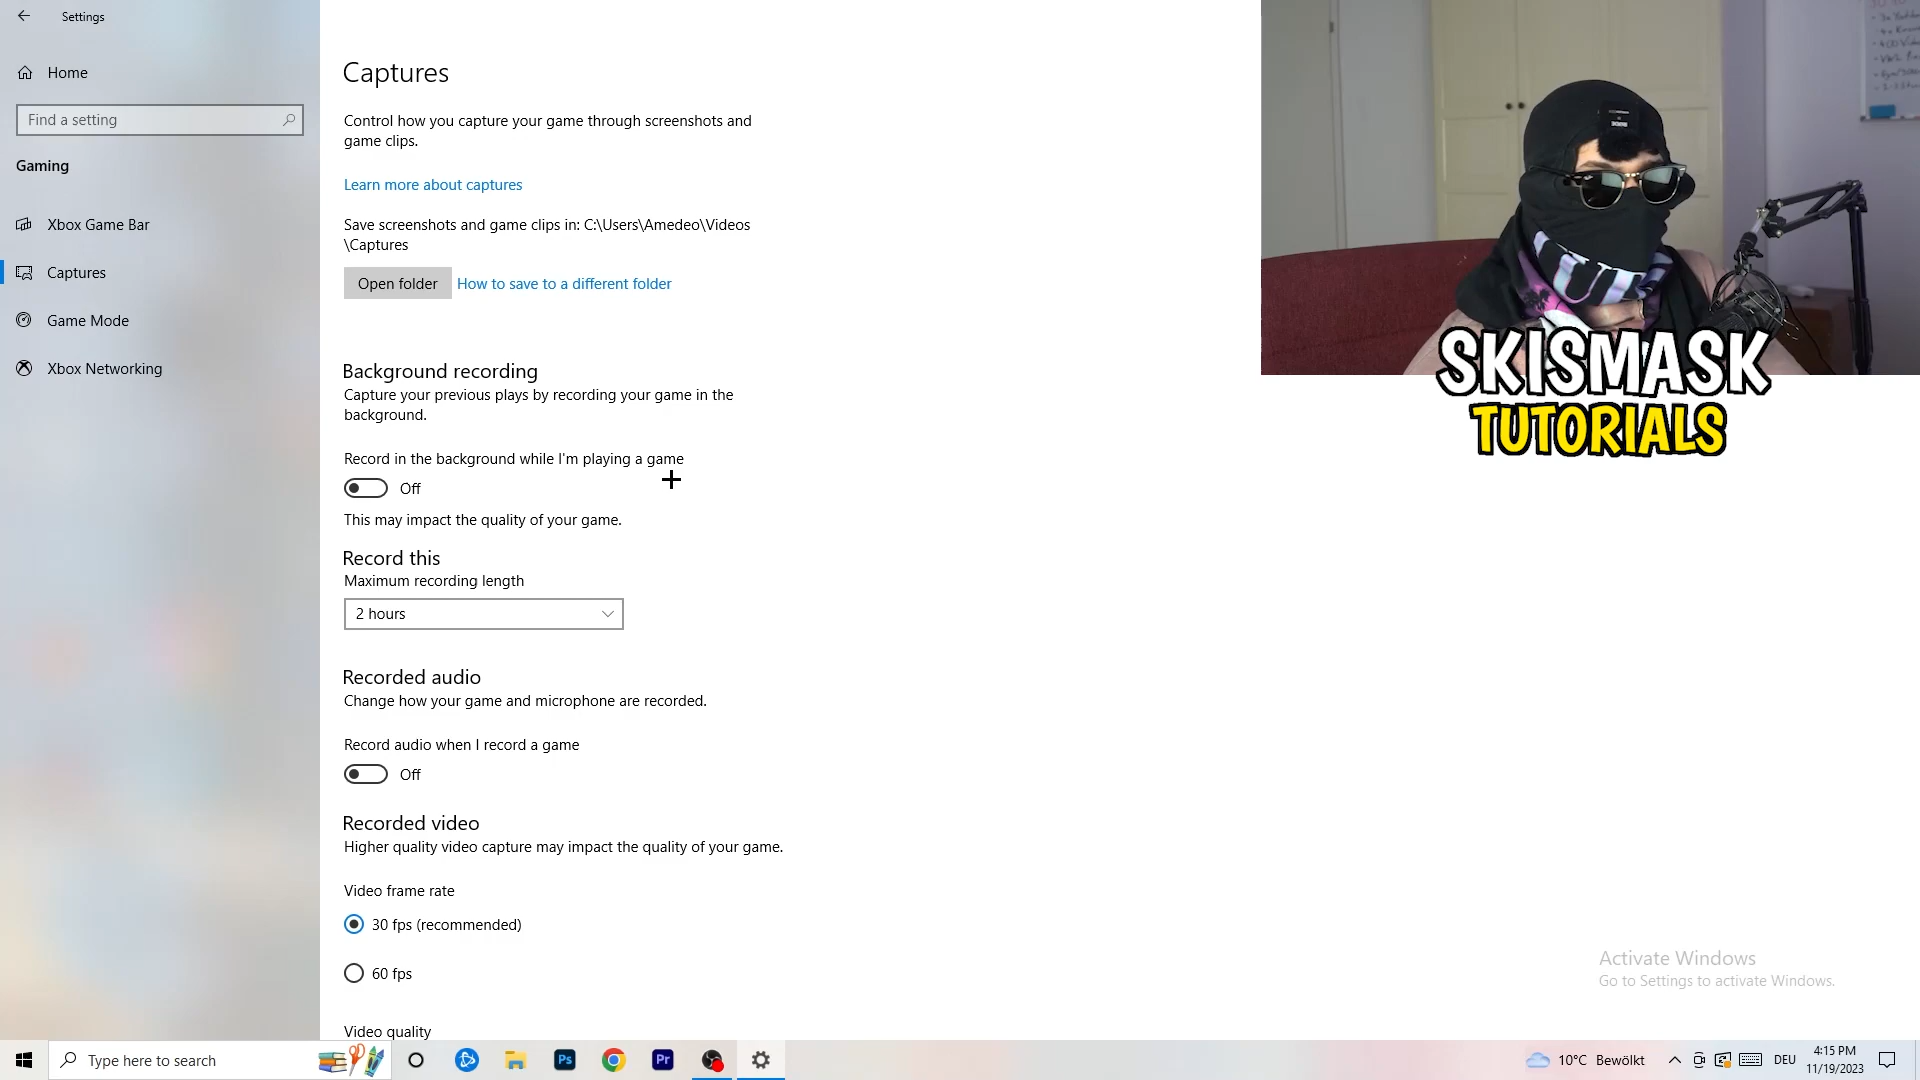 Settings
Home
Find a setting
Gaming
Xbox Game Bar
Captures
Game Mode
Xbox Networking
Captures
Control how you capture your game through screenshots and
game clips.
Learn more about captures
Save screenshots and game clips in: C:\Users\Amedeo\Videos
\Captures
Open folder
How to save to a different folder
Background recording
Capture your previous plays by recording your game in the
background.
Record in the background while I'm playing a game
Off
This may impact the quality of your game.
Record this
Maximum recording length
2 hours
Recorded audio
Change how your game and microphone are recorded.
Record audio when I record a game
Off
Recorded video
Higher quality video capture may impact the quality of your game.
Video frame rate
30 fps (recommended)
60 fps
Video quality
SKISMASK
TUTORIALS
Activate Windows
Go to Settings to activate Windows.
Type here to search
Ps
Pr
10°C Bewölkt
DEU
4:15 PM
11/19/2023